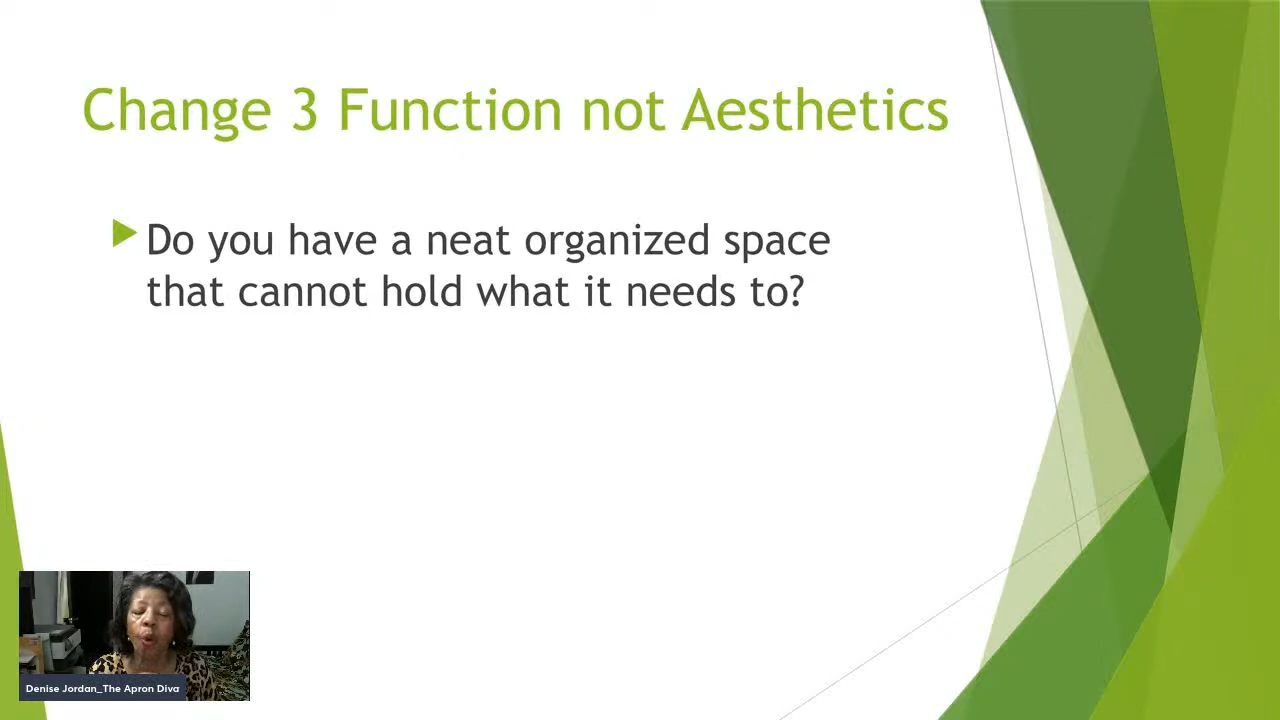 Change 3 Function not Aesthetics
Do you have a neat organized space
that cannot hold what it needs to?
Denise Jordan_The Apron Diva